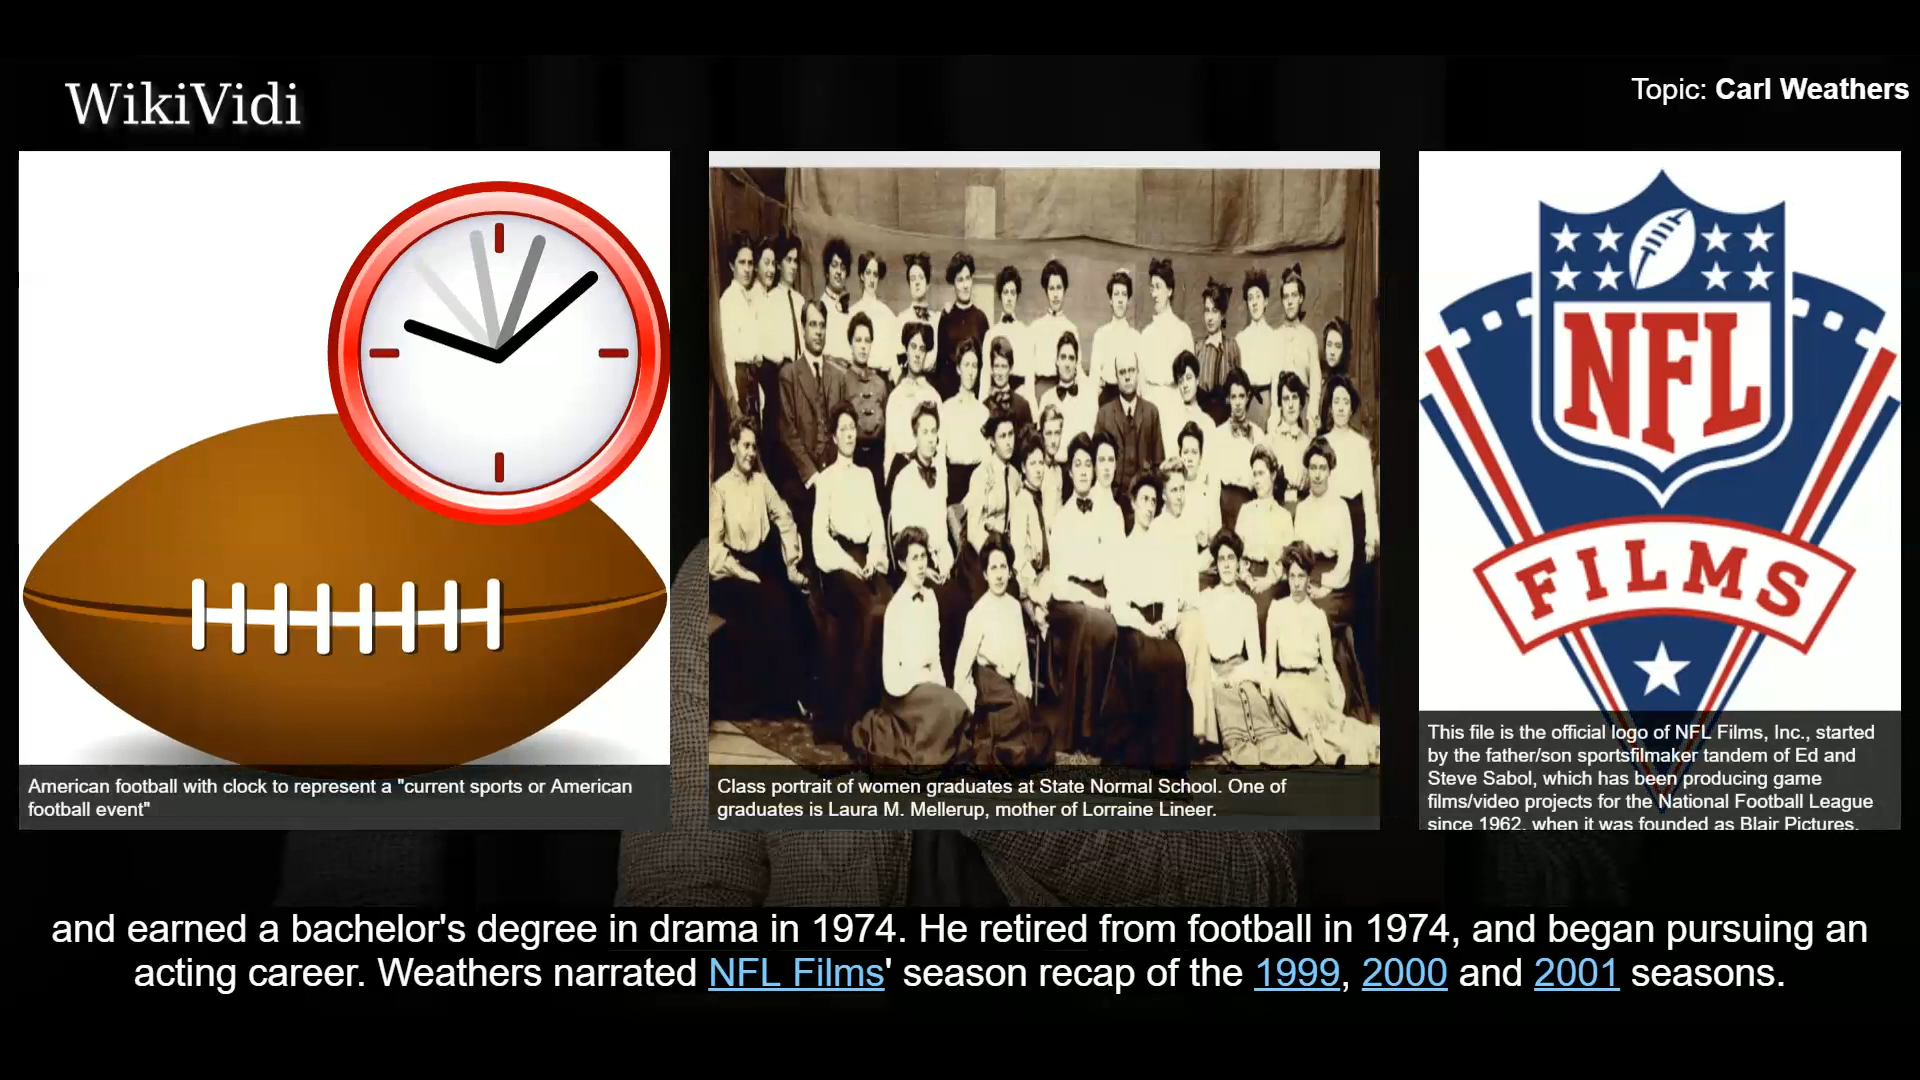 WikiVidi
Topic: Carl Weathers
NFL
FILMS
American football with clock to represent a "current sports or American
football event"
Class portrait of women graduates at State Normal School. One of
graduates is Laura M. Mellerup, mother of Lorraine Lineer.
This file is the official logo of NFL Films, Inc., started
by the father/son sportsfilmaker tandem of Ed and
Steve Sabol, which has been producing game
films/video projects for the National Football League
since 1962, when it was founded as Blair Pictures.
and earned a bachelor's degree in drama in 1974. He retired from football in 1974, and began pursuing an
acting career. Weathers narrated NFL Films' season recap of the 1999, 2000 and 2001 seasons.